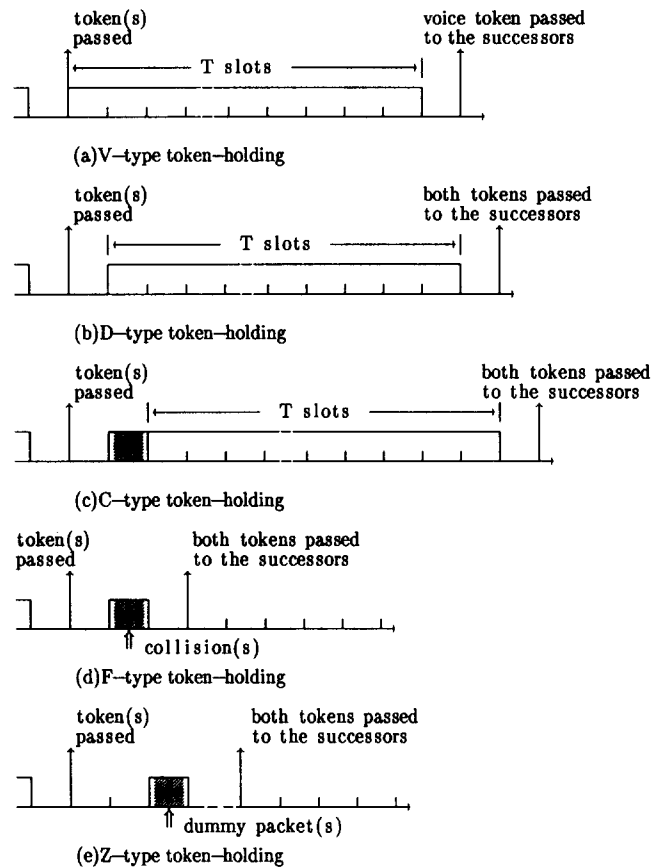 token(s)
passed
voice token passed
to the successors
T slots
(a)V—type token—holding
token(s)
passed
both tokens passed
to the successors
T slots
(b)D—type token—holding
token(s)
passed
both tokens passed
to the successors
T slots
(c)C—type token—holding
token(s)
passed
both tokens passed
to the successors
collision(s)
(d)F—type token—holding
token(s)
passed
both tokens passed
to the successors
dummy packet(s)
(e)Z—type token—holding